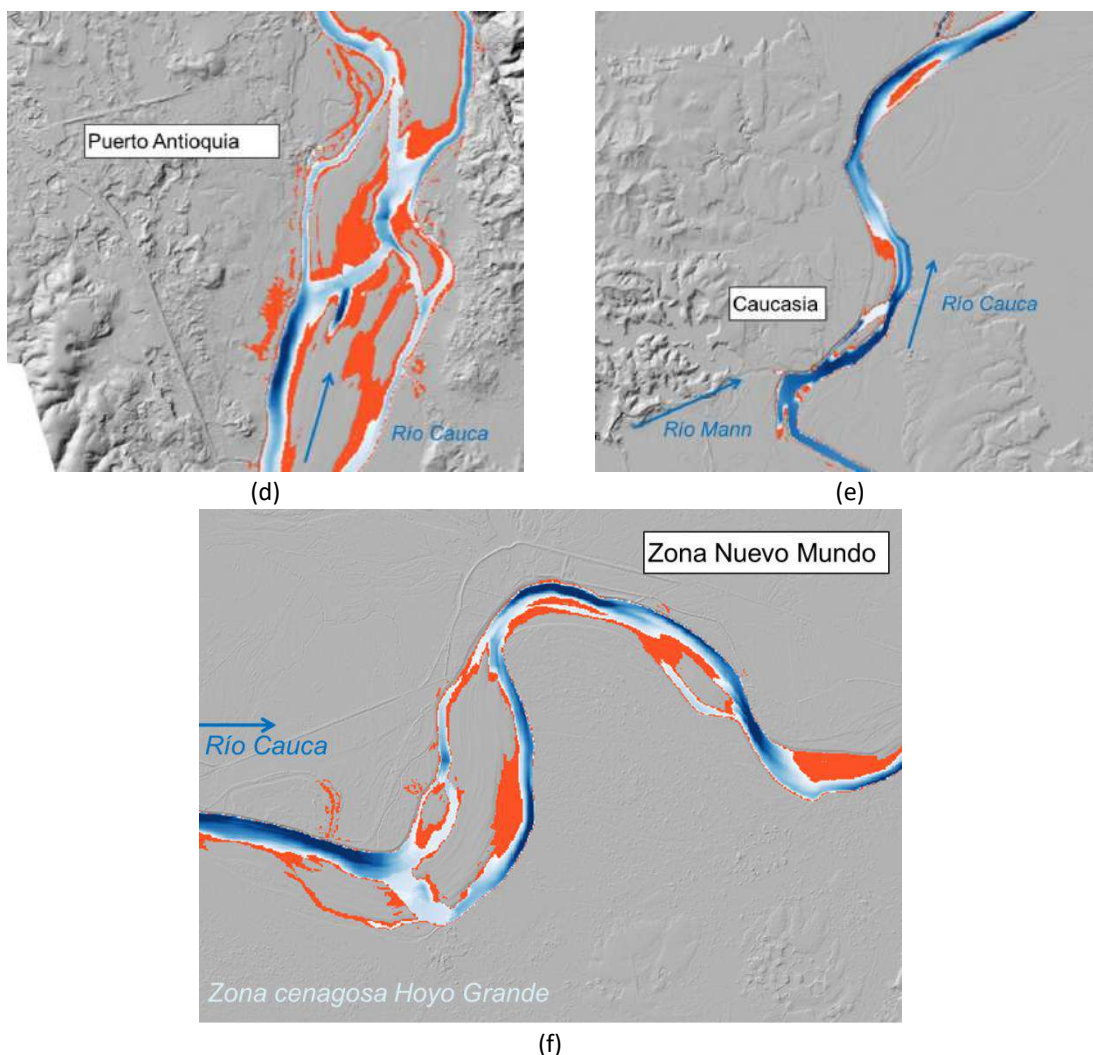 Puerto Antioquia
Río Cauca
(d)
Caucasia
Río Cauca
Río Mann
(e)
Zona Nuevo Mundo
Río Cauca
Zona cenagosa Hoyo Grande
(f)